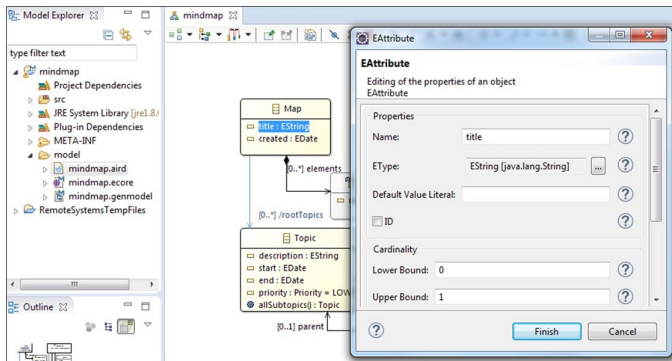 Model Explorer
type filter text
mindmap
Project Dependencies
src
JRE System Library [jre1.8.
Plug-in Dependencies
META-INF
model
mindmap.aird
mindmap.ecore
mindmap.genmodel
RemoteSystemsTempFiles
Outline
mindmap
Map
title : EString
created : EDate
[0..*] elements
[0..*] /rootTopics
Topic
description : EString
start : EDate
end : EDate
priority : Priority = LOW
allSubtopics() : Topic
[0..1] parent
EAttribute
EAttribute
Editing of the properties of an object
EAttribute
Properties
Name: title
EType: EString [java.lang.String] ...
Default Value Literal:
ID
Cardinality
Lower Bound: 0
Upper Bound: 1
Finish Cancel